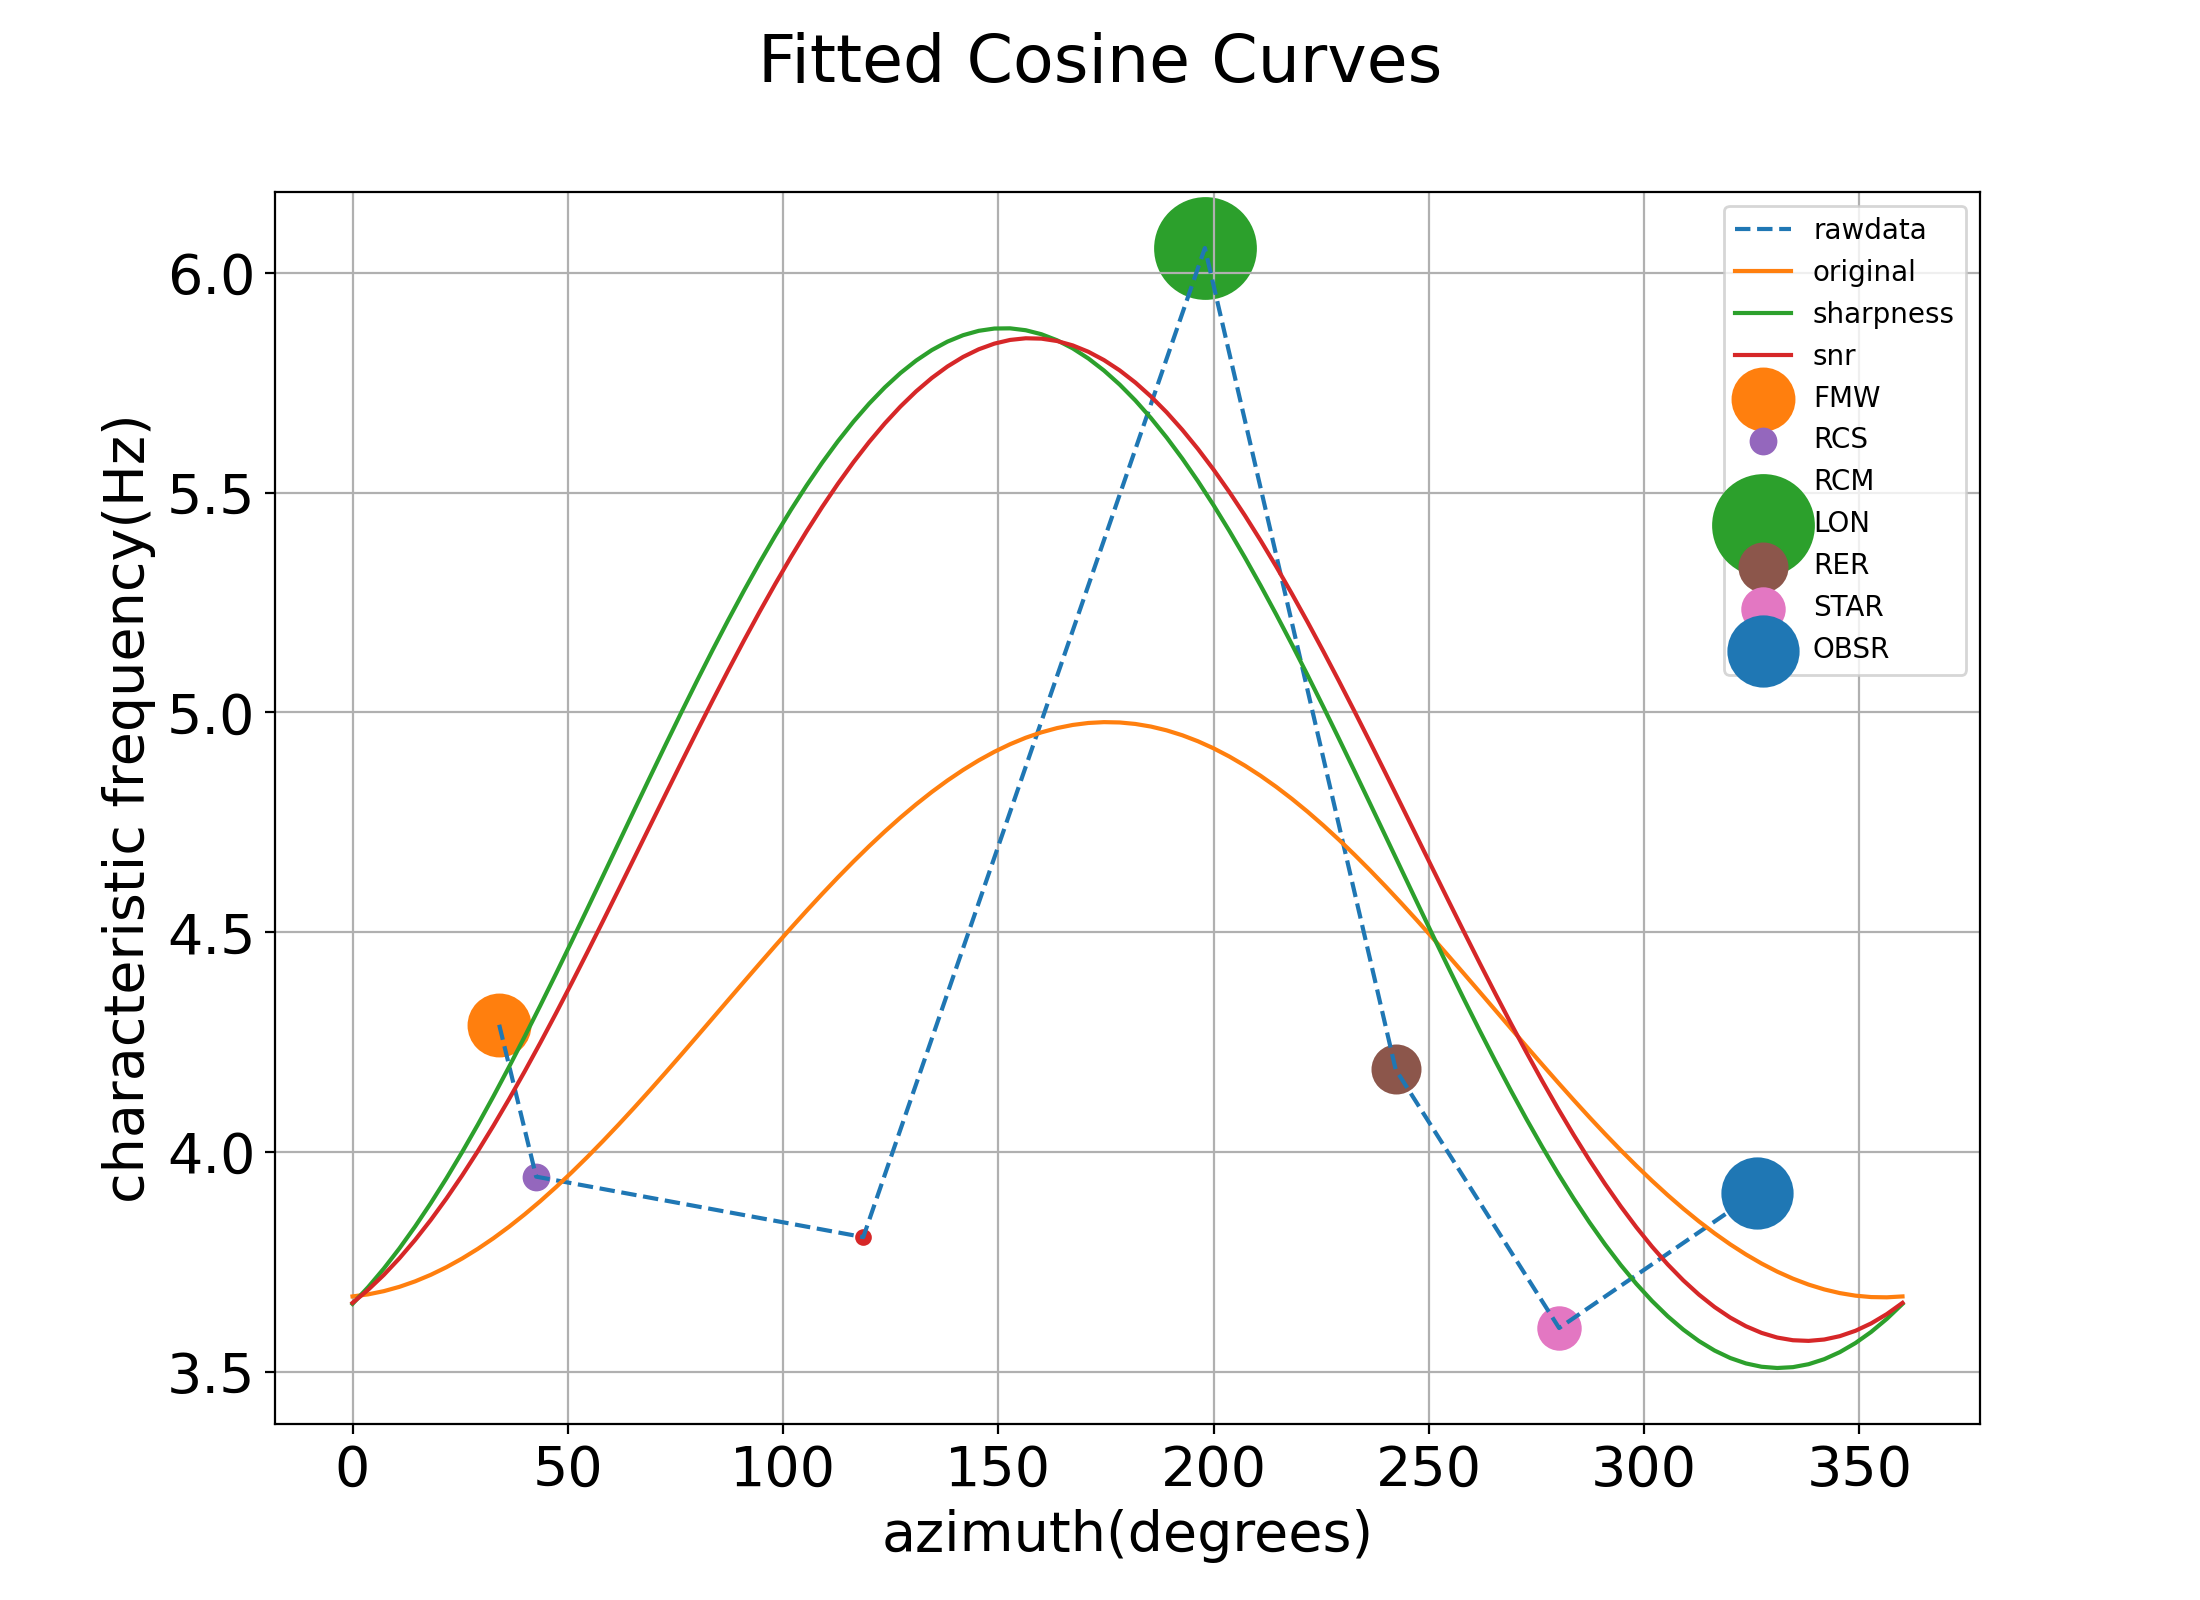 Fitted Cosine Curves
characteristic frequency(Hz)
6.0
5.5
5.0
4.5
4.0
3.5
rawdata
original
sharpness
snr
FMW
RCS
RCM
LON
RER
STAR
OBSR
0 50 100 150 200 250 300 350
azimuth(degrees)